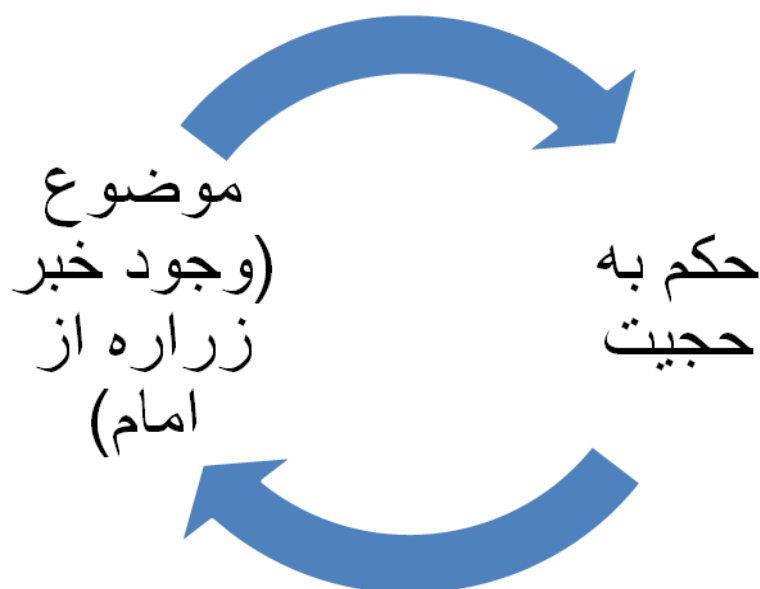 موضوع
(وجود خبر
زراره از
امام)
حکم به
حجیت